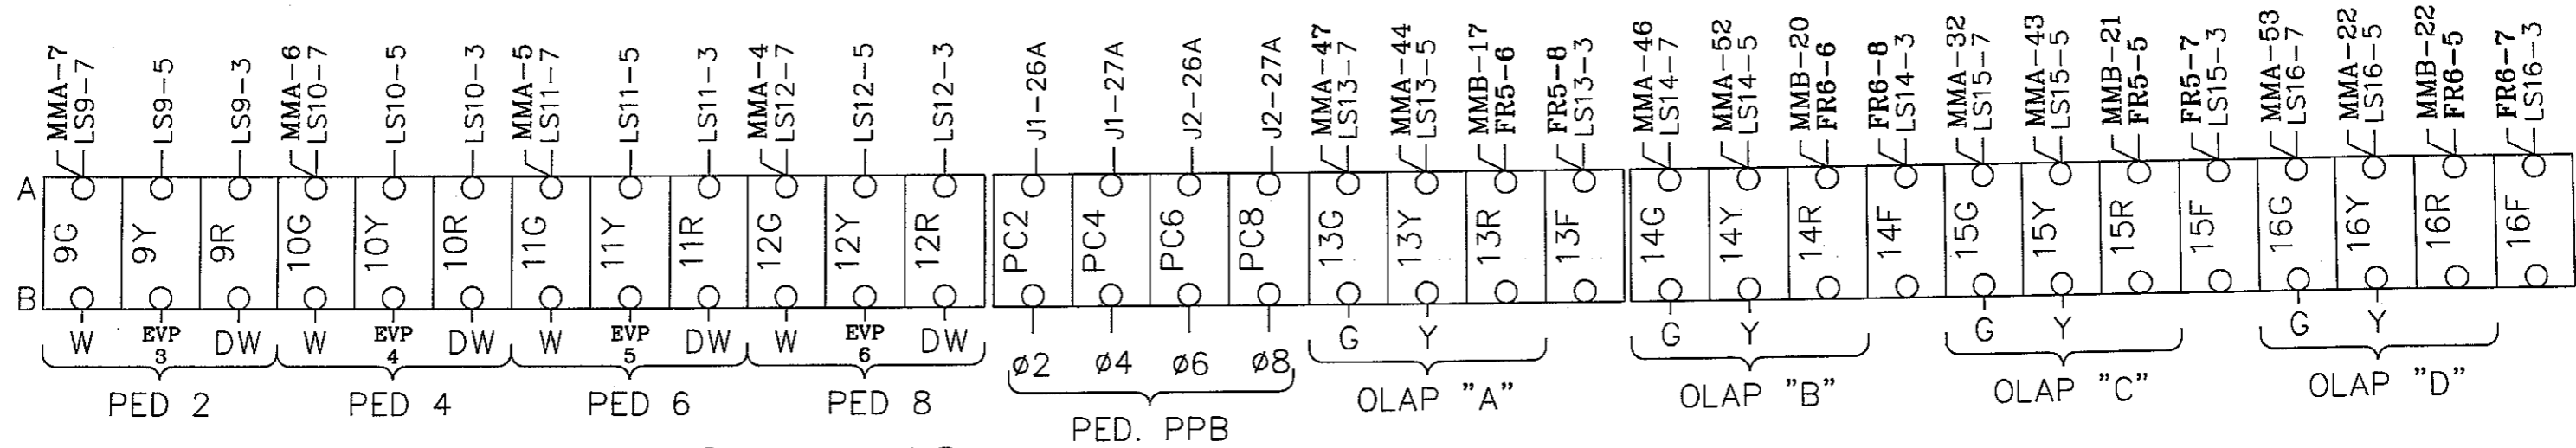 MMA-7
LS9-7
LS9-5
LS9-3
MMA-6
LS10-7
LS10-5
LS10-3
MMA-5
LS11-7
LS11-5
LS11-3
MMA-4
LS12-7
LS12-5
LS12-3
J1-26A
J1-27A
J2-26A
J2-27A
MMA-47
LS13-7
MMA-44
LS13-5
MMB-17
FR5-6
FR5-8
LS13-3
MMA-46
LS14-7
MMA-52
LS14-5
MMB-20
FR6-6
FR6-8
LS14-3
MMA-32
LS15-7
MMA-43
LS15-5
MMB-21
FR5-5
FR5-7
LS15-3
MMA-53
LS16-7
MMA-22
LS16-5
MMB-22
FR6-5
FR6-7
LS16-3
A
9G
9Y
9R
10G
10Y
10R
11G
11Y
11R
12G
12Y
12R
PC2
PC4
PC6
PC8
13G
13Y
13R
13F
14G
14Y
14R
14F
15G
15Y
15R
15F
16G
16Y
16R
16F
B
W
EVP
3
DW
W
EVP
4
DW
W
EVP
5
DW
W
EVP
6
DW
ø2
ø4
ø6
ø8
G
Y
G
Y
G
Y
G
Y
PED 2
PED 4
PED 6
PED 8
PED. PPB
OLAP "A"
OLAP "B"
OLAP "C"
OLAP "D"